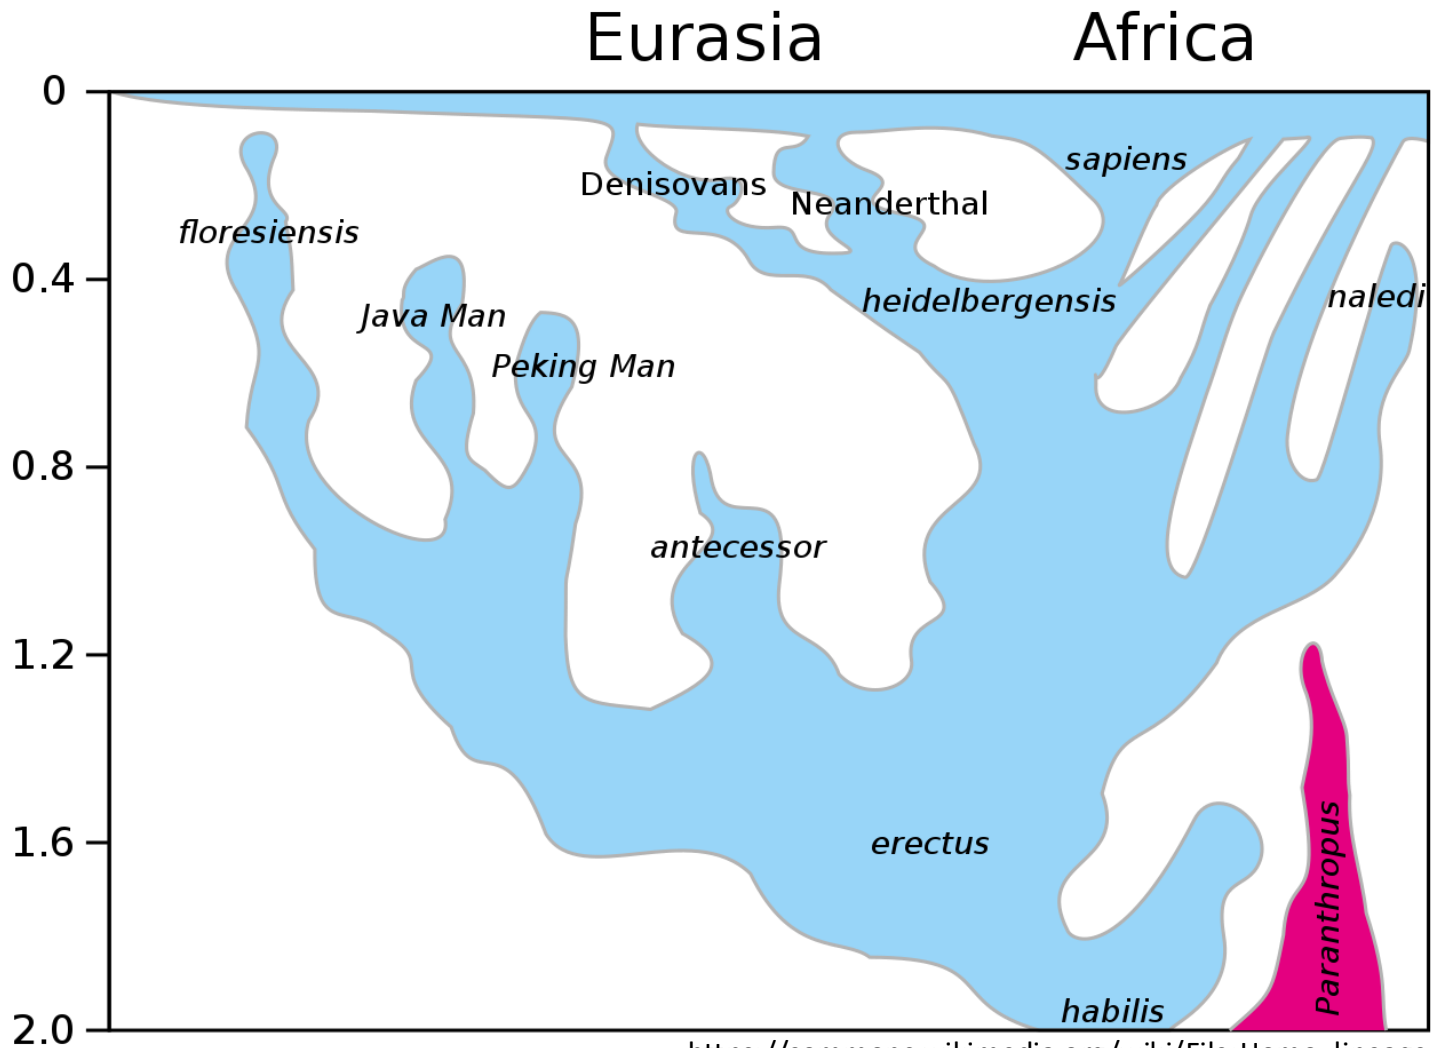 Eurasia Africa
0
sapiens
Denisovans
Neanderthal
floresiensis
0.4
naledi
heidelbergensis
Java Man
Peking Man
0.8
antecessor
1.2
1.6
erectus
Paranthropus
habilis
2.0